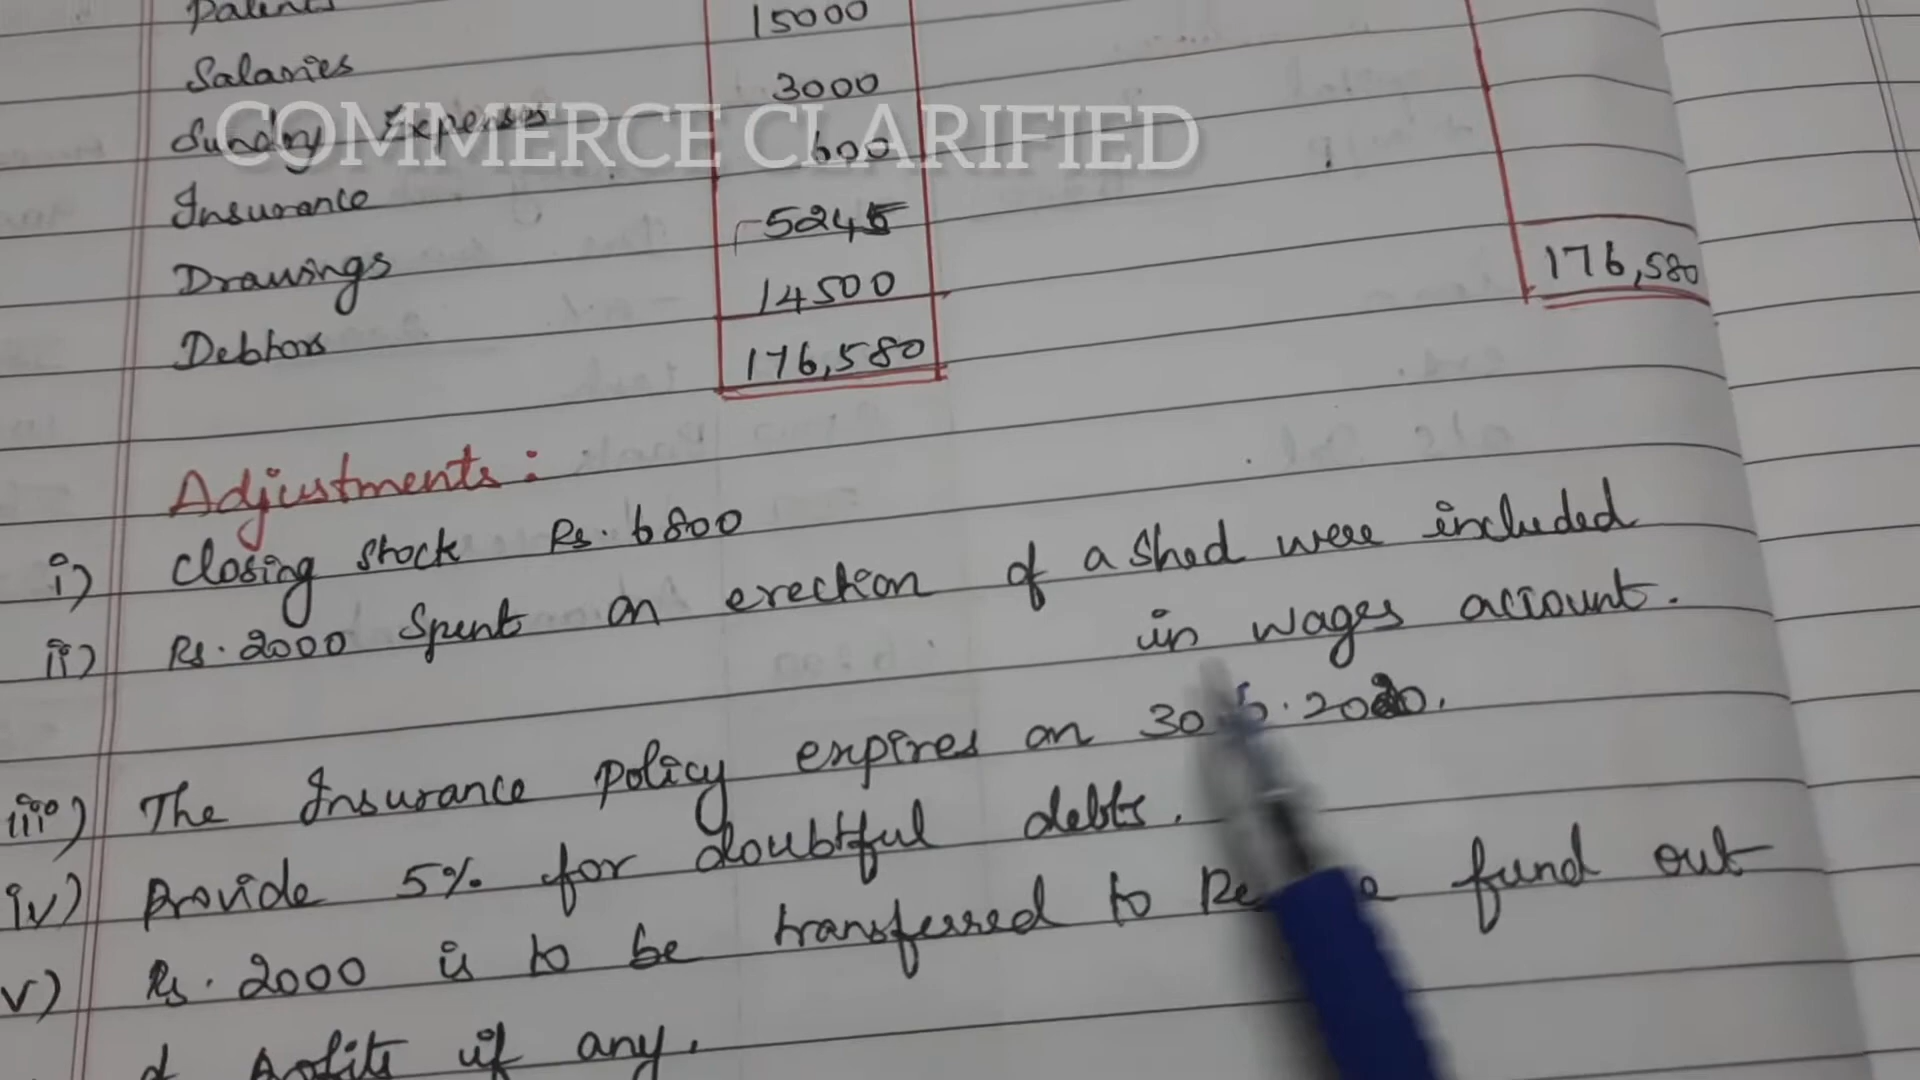 Patents
15000
Salaries
3000
Sundry Expenses
600
COMMERCE CLARIFIED
Insurance
5245
Drawings
14500
176,580
Debtors
176,580
Adjustments :
i) Closing Stock Rs. 6800
ii) Rs. 2000 Spent on erection of a shed were included
in wages account.
iii) The Insurance policy expires on 30
iv) Provide 5% for doubtful debts.
v) Rs. 2000 is to be transferred to fund out
of Profits if any.